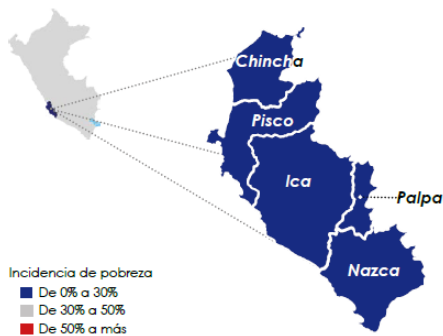 Chincha
Pisco
Ica
Palpa
Nazca
Incidencia de pobreza
De 0% a 30%
De 30% a 50%
De 50% a más